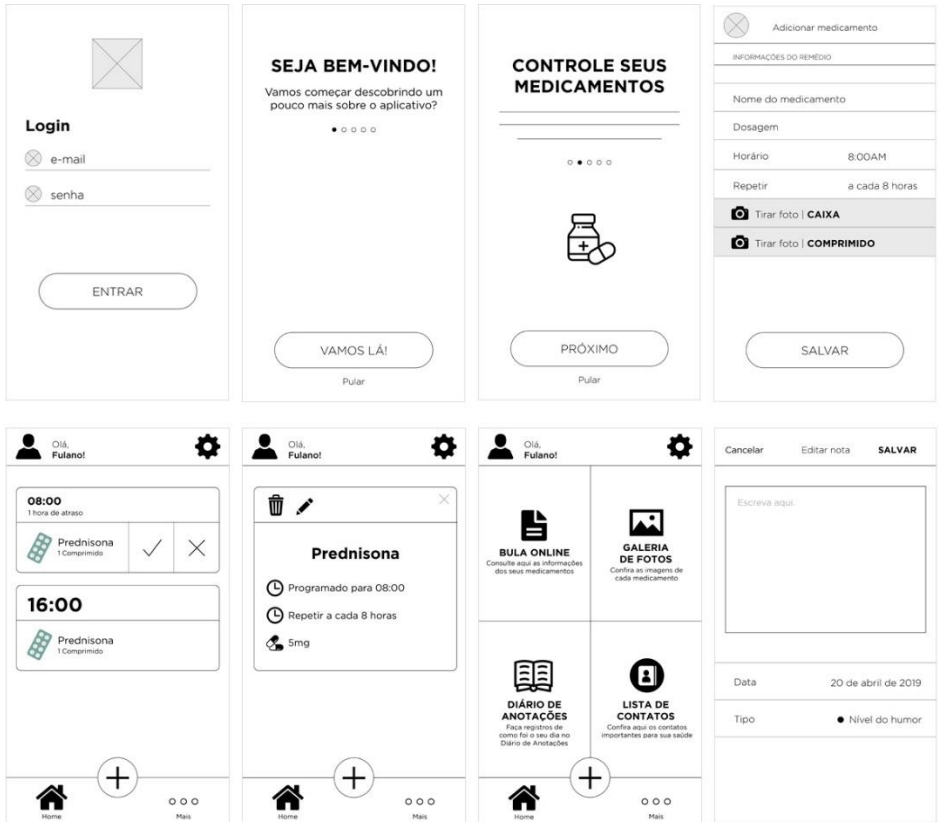 Login
e-mail
senha
ENTRAR
SEJA BEM-VINDO!
Vamos começar descobrindo um
pouco mais sobre o aplicativo?
VAMOS LÁ!
Pular
CONTROLE SEUS
MEDICAMENTOS
PRÓXIMO
Pular
Adicionar medicamento
INFORMAÇÕES DO REMÉDIO
Nome do medicamento
Dosagem
Horário 8:00AM
Repetir a cada 8 horas
Tirar foto | CAIXA
Tirar foto | COMPRIMIDO
SALVAR
Olá,
Fulano!
08:00
1 hora de atraso
Prednisona
1 Comprimido
16:00
Prednisona
1 Comprimido
Home
Mais
Olá,
Fulano!
Prednisona
Programado para 08:00
Repetir a cada 8 horas
5mg
Home
Mais
Olá,
Fulano!
BULA ONLINE
Consulte aqui as informações
dos seus medicamentos
GALERIA
DE FOTOS
Confira as imagens de
cada medicamento
DIÁRIO DE
ANOTAÇÕES
Faça registros de
como foi o seu dia no
Diário de Anotações
LISTA DE
CONTATOS
Confira aqui os contatos
importantes para sua saúde
Home
Mais
Cancelar Editar nota SALVAR
Escreva aqui.
Data 20 de abril de 2019
Tipo Nível do humor